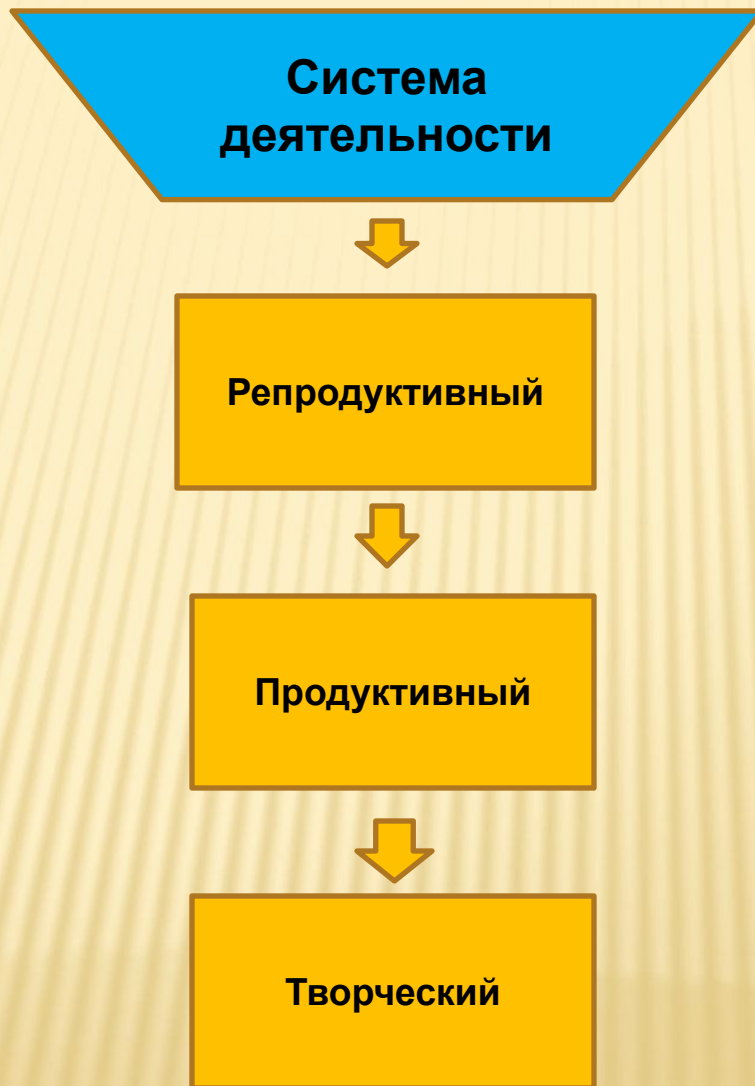 Система
деятельности
Репродуктивный
Продуктивный
Творческий